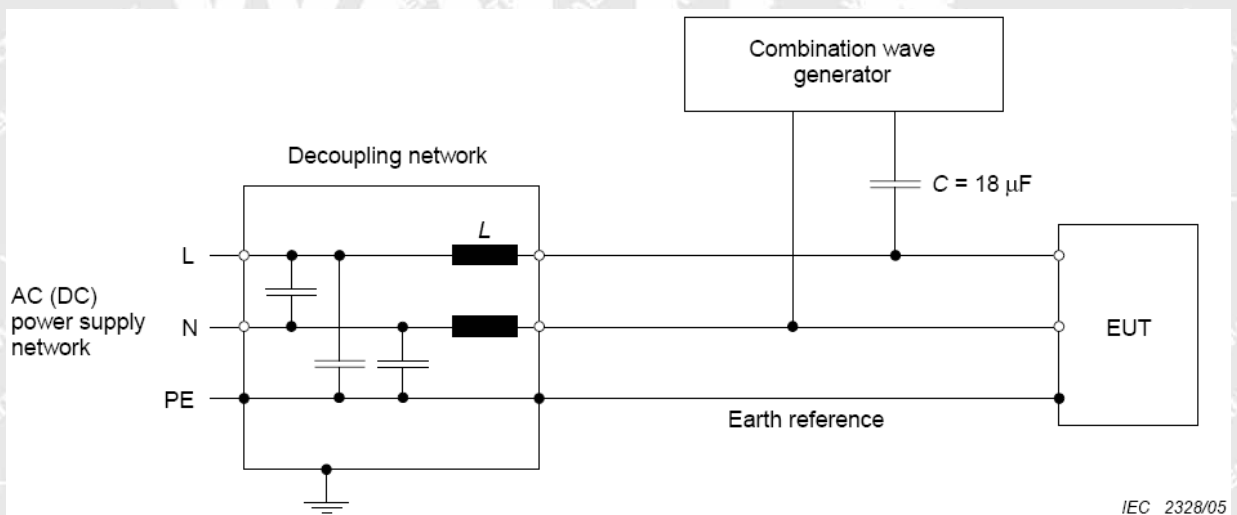 Combination wave
generator
Decoupling network
C = 18 μF
L
L
AC (DC)
power supply
network
N
EUT
PE
Earth reference
IEC 2328/05